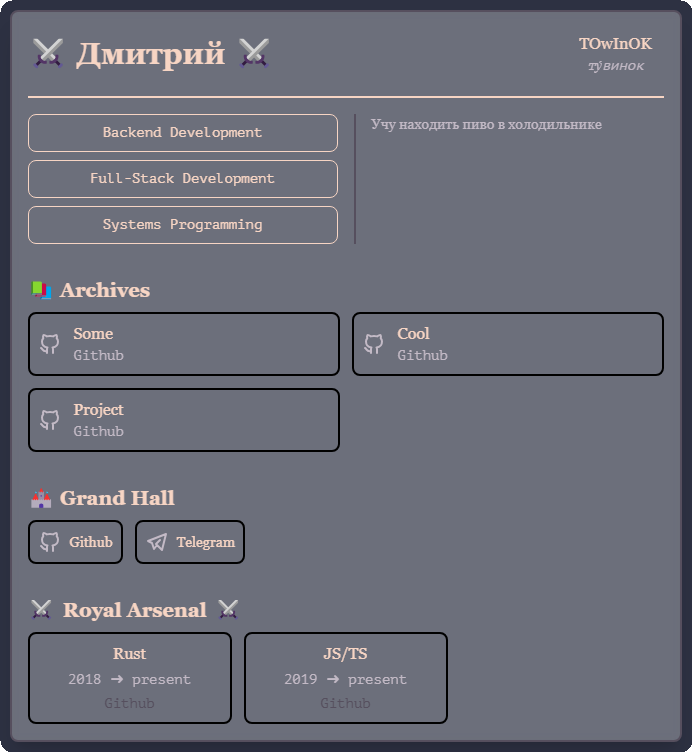 Дмитрий
TOwInOK
ту́винок
Backend Development
Full-Stack Development
Systems Programming
Учу находить пиво в холодильнике
Archives
Some
Github
Cool
Github
Project
Github
Grand Hall
Github
Telegram
Royal Arsenal
Rust
2018 → present
Github
JS/TS
2019 → present
Github